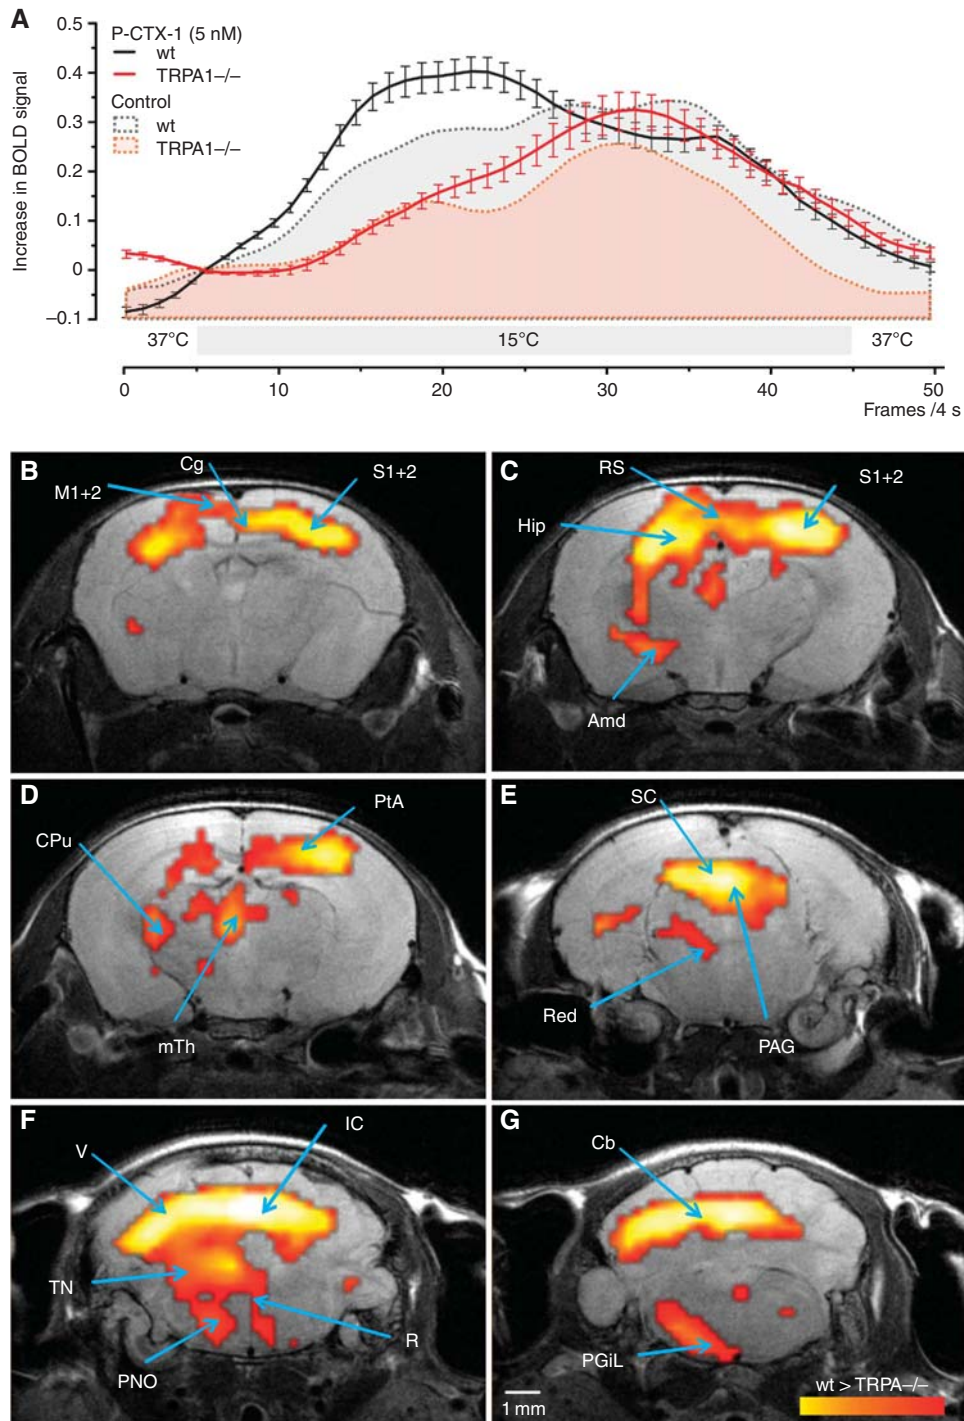 A
Increase in BOLD signal
0.5
0.4
0.3
0.2
0.1
0
−0.1
P-CTX-1 (5 nM)
wt
TRPA1−/−
Control
wt
TRPA1−/−
37°C
15°C
37°C
0
10
20
30
40
50
Frames /4 s
B
M1+2
Cg
S1+2
C
RS
S1+2
Hip
Amd
D
CPu
PtA
mTh
E
SC
Red
PAG
F
V
IC
TN
R
PNO
G
Cb
PGiL
1 mm
wt > TRPA−/−